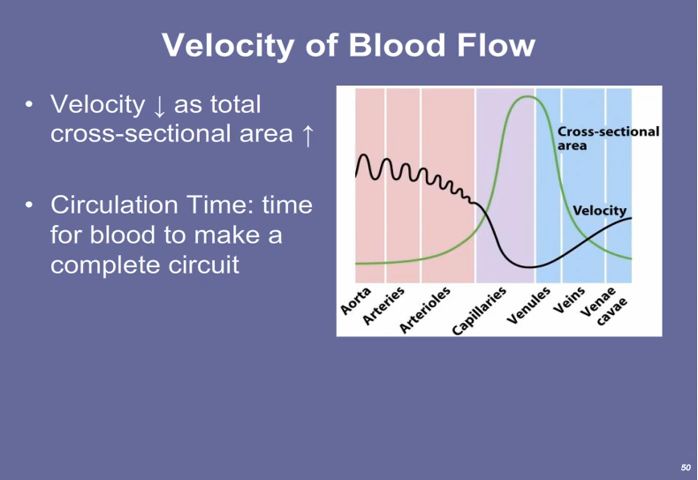 Velocity of Blood Flow
• Velocity ↓ as total
cross-sectional area ↑
• Circulation Time: time
for blood to make a
complete circuit
Cross-sectional
area
Velocity
Aorta
Arteries
Arterioles
Capillaries
Venules
Veins
Venae
cavae
50